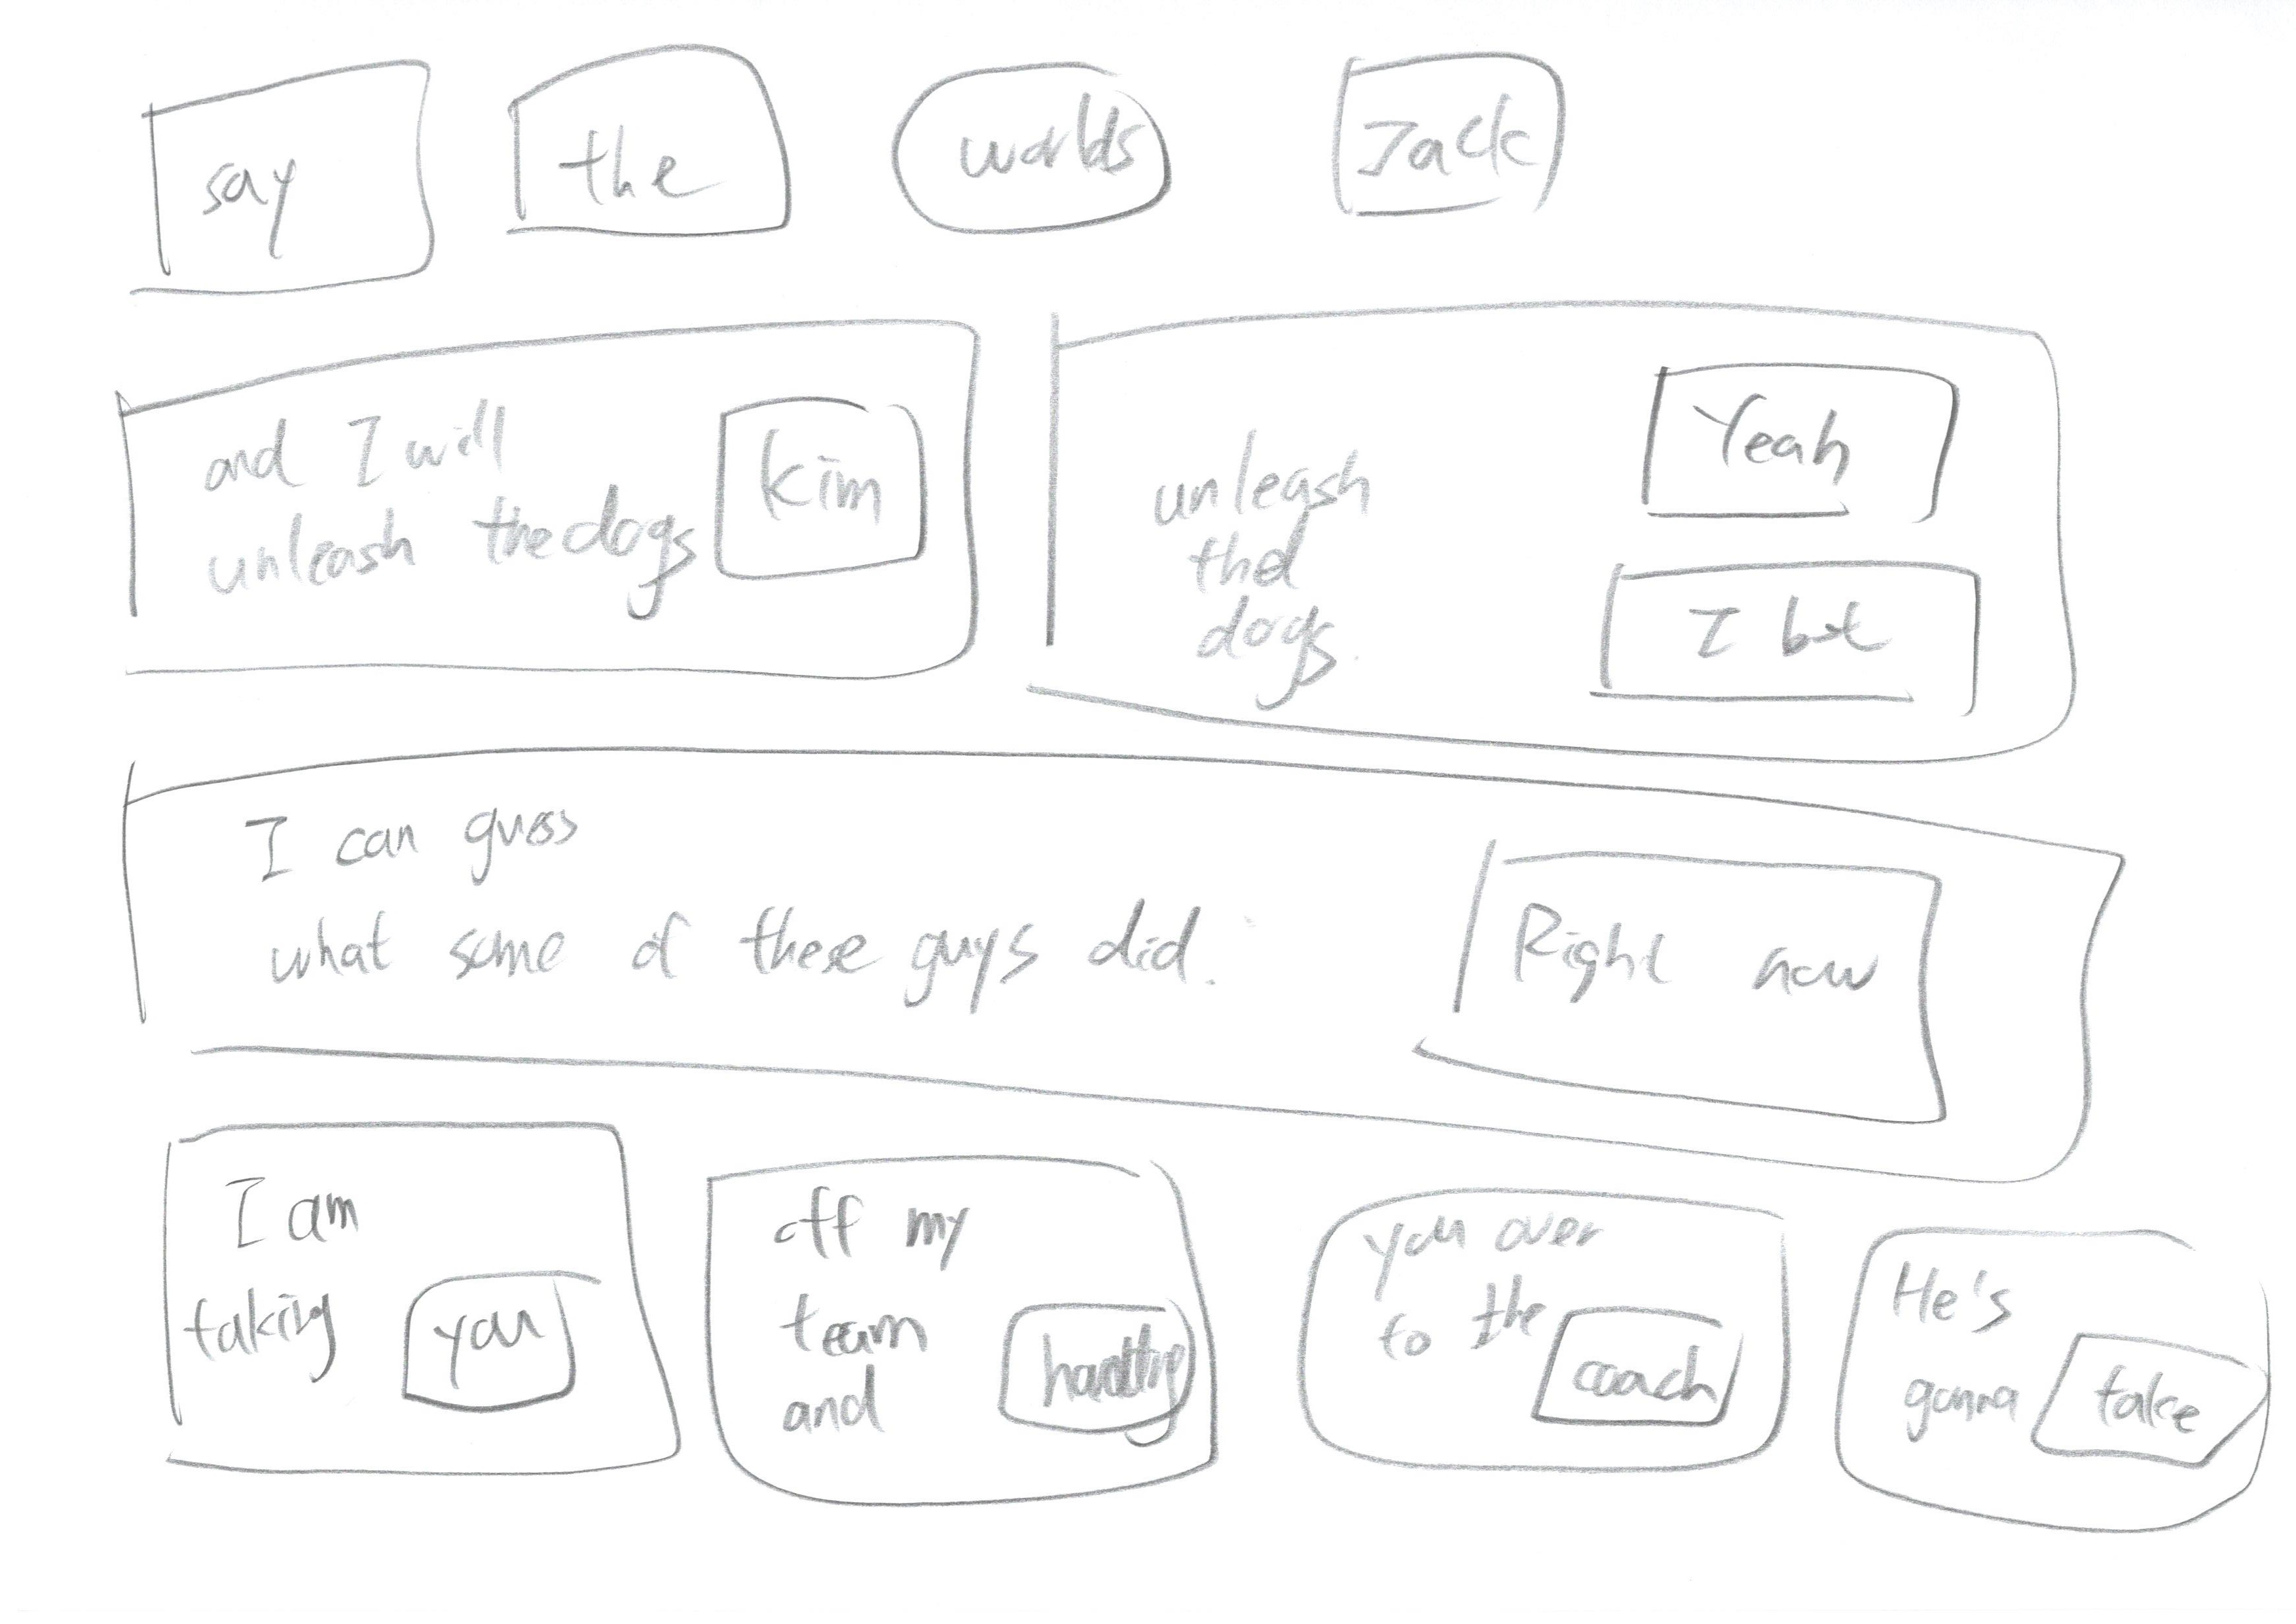 say the worlds Jack
and I will
unleash the dogs kim
unleash
the
dogs.
Yeah
I bet
I can guess
what some of these guys did.
Right now
I am
taking you
off my
team
and handing
you over
to the coach
He's
gonna take